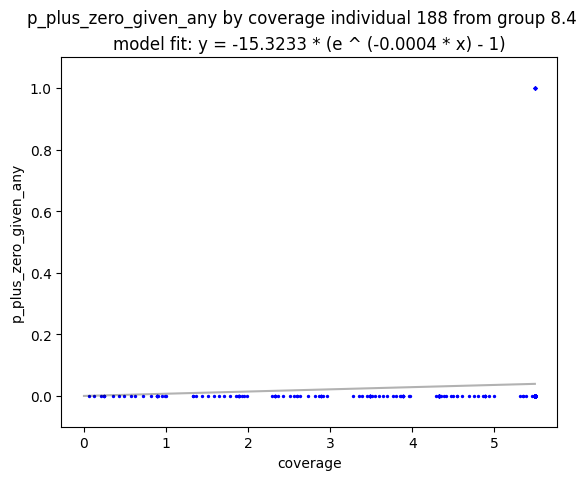 p_plus_zero_given_any by coverage individual 188 from group 8.4
model fit: y = -15.3233 * (e ^ (-0.0004 * x) - 1)
1.0
0.8
0.6
0.4
0.2
0.0
p_plus_zero_given_any
0 1 2 3 4 5
coverage